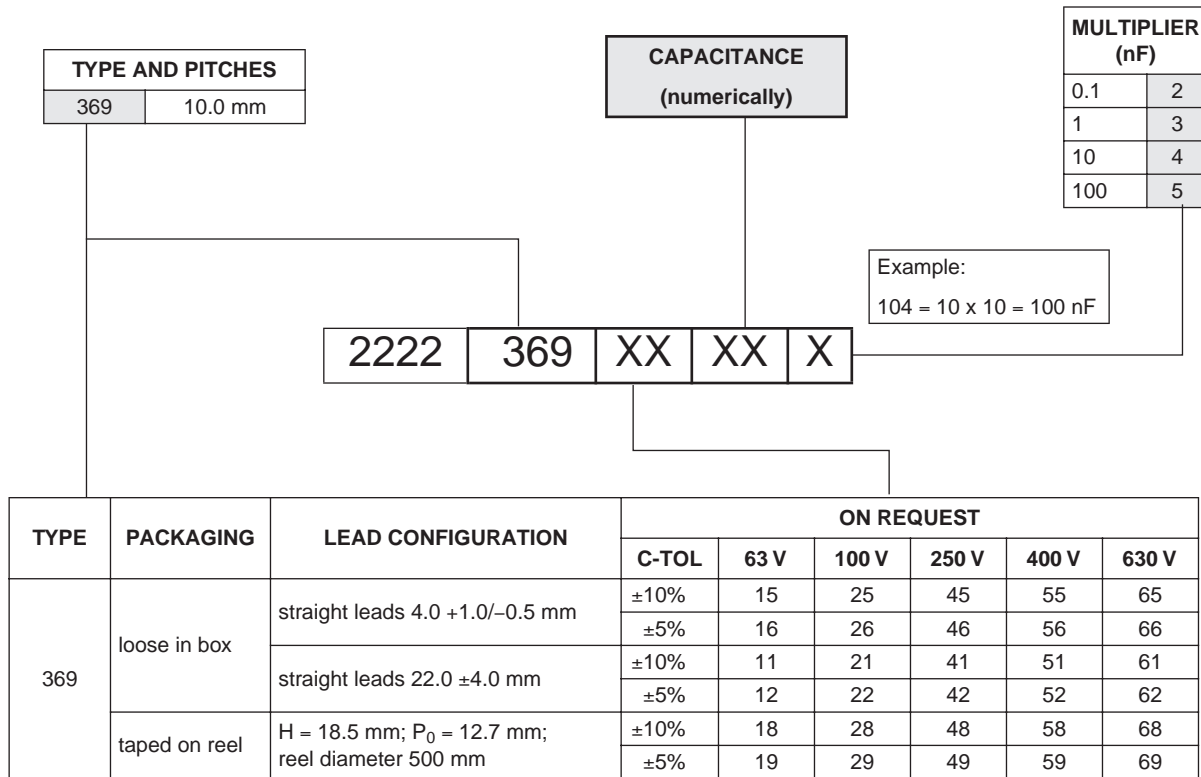 TYPE AND PITCHES
369 10.0 mm
CAPACITANCE
(numerically)
MULTIPLIER
(nF)
0.1 2
1 3
10 4
100 5
Example:
104 = 10 x 10 = 100 nF
2222 369 XX XX X
TYPE PACKAGING LEAD CONFIGURATION ON REQUEST
C-TOL 63 V 100 V 250 V 400 V 630 V
369 loose in box straight leads 4.0 +1.0/−0.5 mm ±10% 15 25 45 55 65
±5% 16 26 46 56 66
straight leads 22.0 ±4.0 mm ±10% 11 21 41 51 61
±5% 12 22 42 52 62
taped on reel H = 18.5 mm; P0 = 12.7 mm; ±10% 18 28 48 58 68
reel diameter 500 mm ±5% 19 29 49 59 69